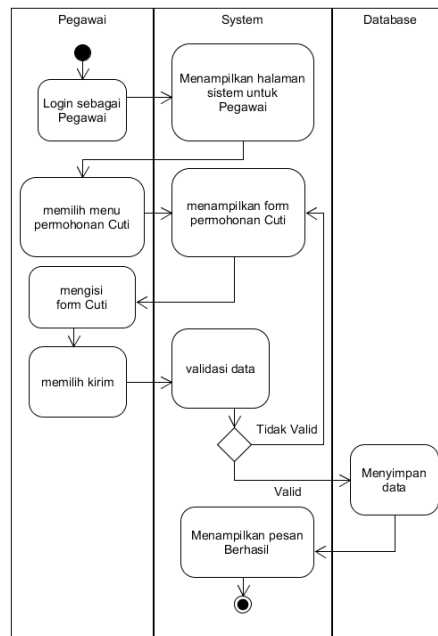 Pegawai
System
Database
Login sebagai
Pegawai
Menampilkan halaman
sistem untuk
Pegawai
memilih menu
permohonan Cuti
menampilkan form
permohonan Cuti
mengisi
form Cuti
memilih kirim
validasi data
Tidak Valid
Valid
Menyimpan
data
Menampilkan pesan
Berhasil